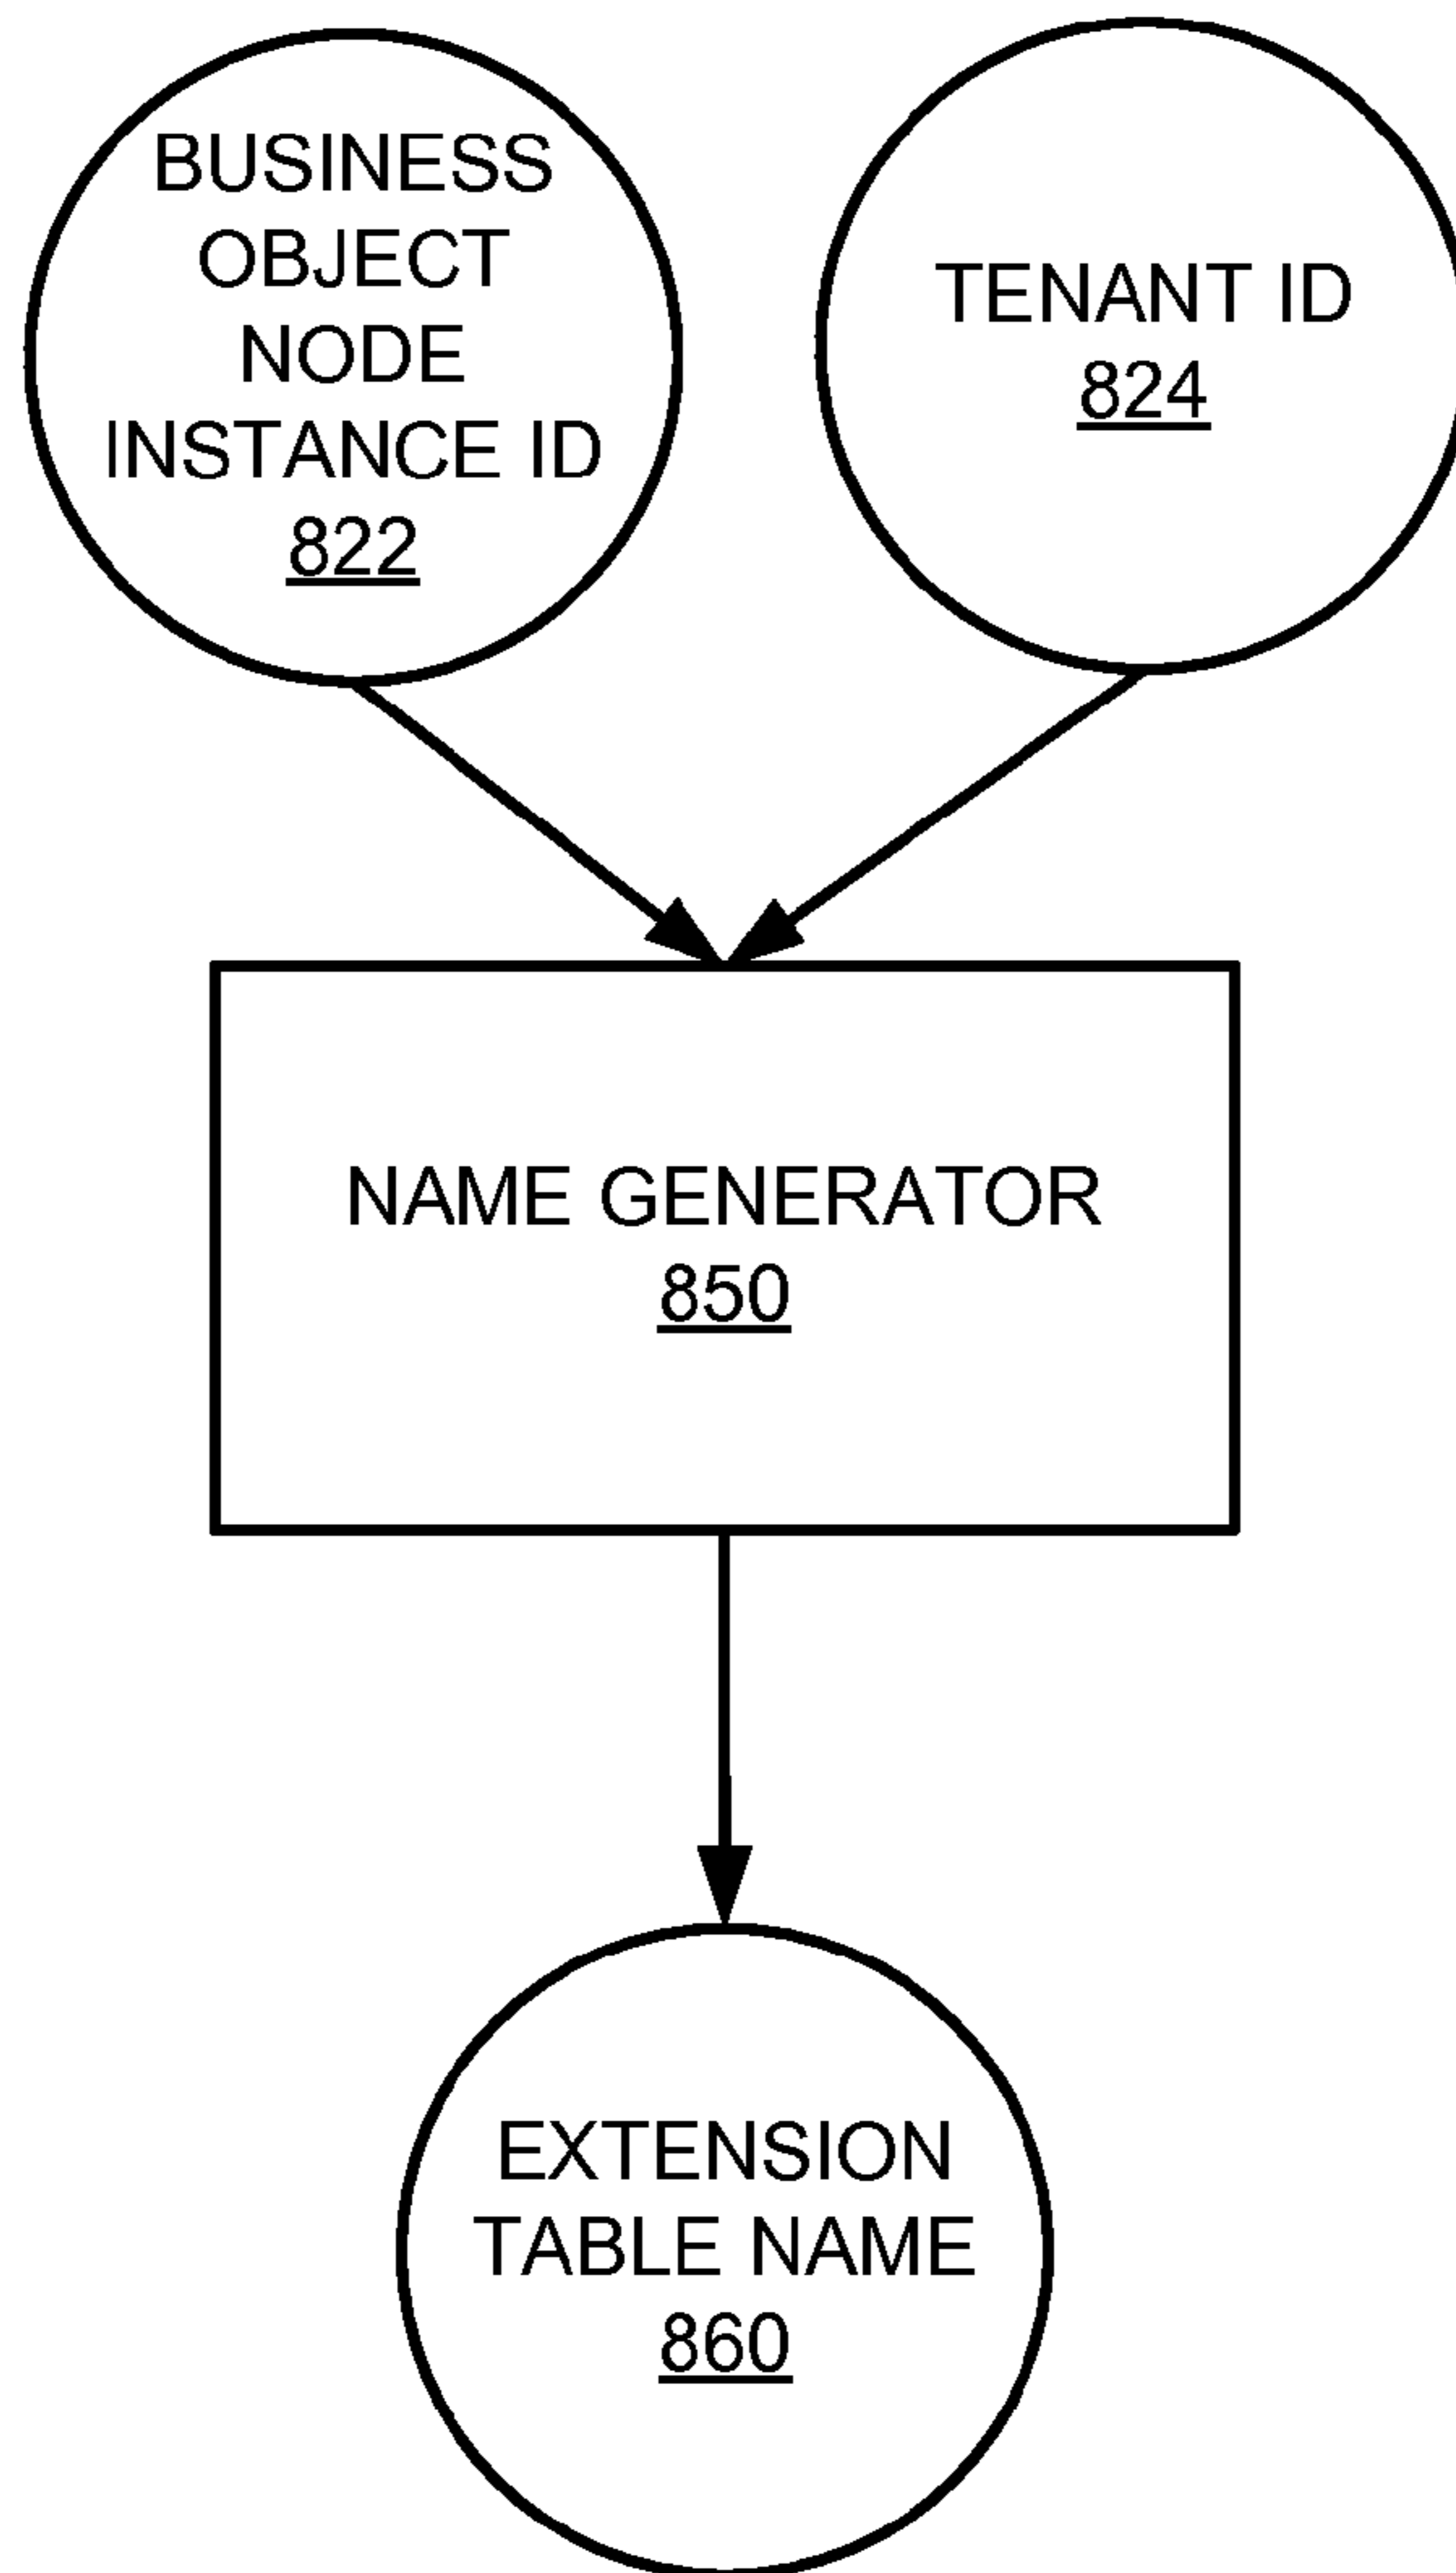 BUSINESS
OBJECT
NODE
INSTANCE ID
822
TENANT ID
824
NAME GENERATOR
850
EXTENSION
TABLE NAME
860